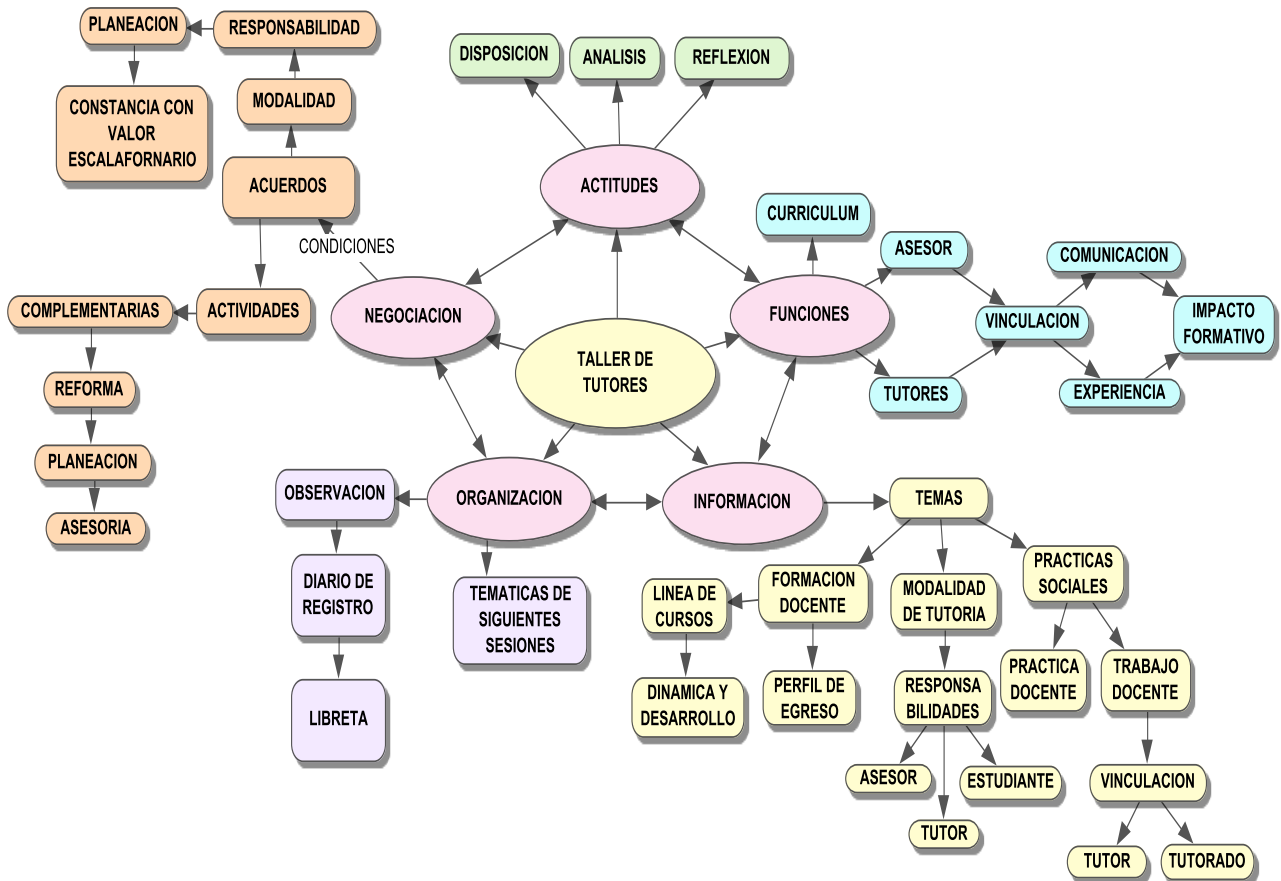 PLANEACION
RESPONSABILIDAD
MODALIDAD
CONSTANCIA CON
VALOR
ESCALAFORNARIO
ACUERDOS
CONDICIONES
ACTIVIDADES
COMPLEMENTARIAS
REFORMA
PLANEACION
ASESORIA
DISPOSICION
ANALISIS
REFLEXION
ACTITUDES
NEGOCIACION
TALLER DE
TUTORES
FUNCIONES
CURRICULUM
ASESOR
TUTORES
VINCULACION
COMUNICACION
EXPERIENCIA
IMPACTO
FORMATIVO
ORGANIZACION
OBSERVACION
DIARIO DE
REGISTRO
LIBRETA
TEMATICAS DE
SIGUIENTES
SESIONES
INFORMACION
TEMAS
FORMACION
DOCENTE
LINEA DE
CURSOS
DINAMICA Y
DESARROLLO
PERFIL DE
EGRESO
MODALIDAD
DE TUTORIA
RESPONSA
BILIDADES
ASESOR
TUTOR
ESTUDIANTE
PRACTICAS
SOCIALES
PRACTICA
DOCENTE
TRABAJO
DOCENTE
VINCULACION
TUTOR
TUTORADO